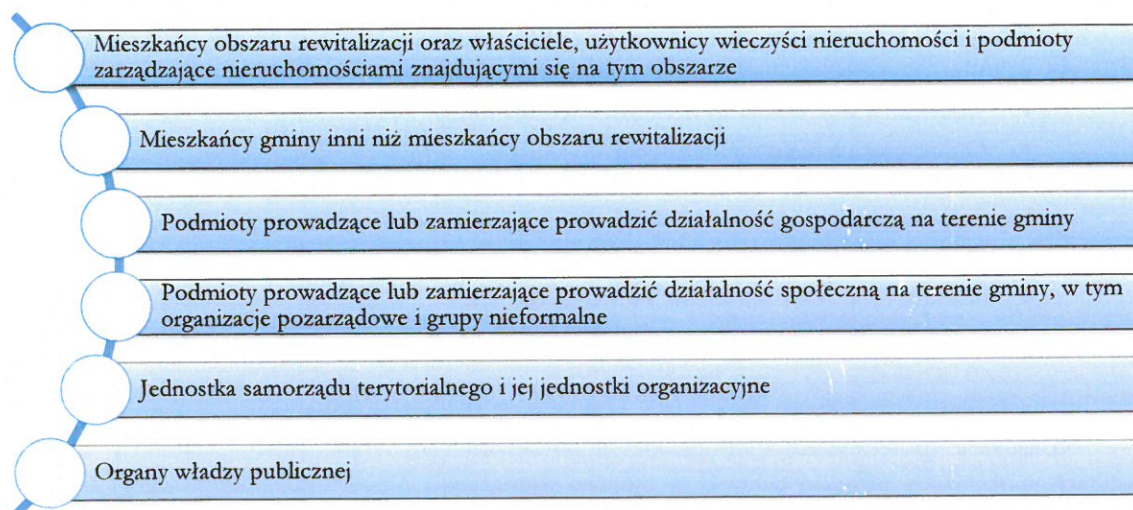 Mieszkańcy obszaru rewitalizacji oraz właściciele, użytkownicy wieczyści nieruchomości i podmioty
zarządzające nieruchomościami znajdującymi się na tym obszarze
Mieszkańcy gminy inni niż mieszkańcy obszaru rewitalizacji
Podmioty prowadzące lub zamierzające prowadzić działalność gospodarczą na terenie gminy
Podmioty prowadzące lub zamierzające prowadzić działalność społeczną na terenie gminy, w tym
organizacje pozarządowe i grupy nieformalne
Jednostka samorządu terytorialnego i jej jednostki organizacyjne
Organy władzy publicznej